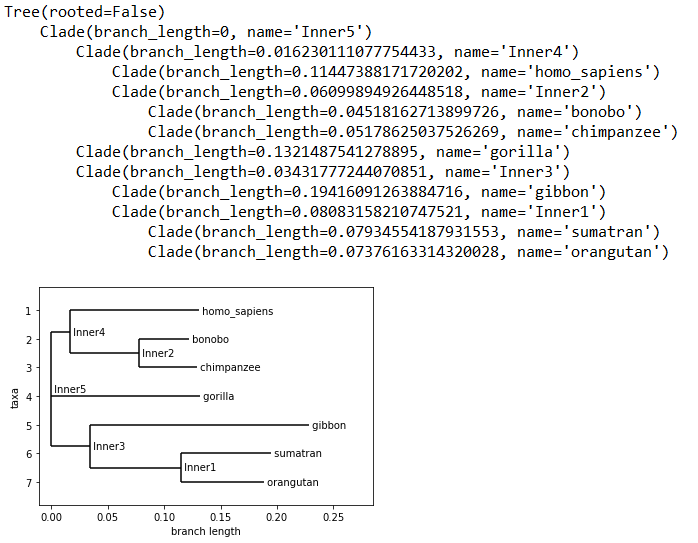 Tree(rooted=False)
Clade(branch_length=0, name='Inner5')
Clade(branch_length=0.016230111077754433, name='Inner4')
Clade(branch_length=0.11447388171720202, name='homo_sapiens')
Clade(branch_length=0.06099894926448518, name='Inner2')
Clade(branch_length=0.04518162713899726, name='bonobo')
Clade(branch_length=0.05178625037526269, name='chimpanzee')
Clade(branch_length=0.1321487541278895, name='gorilla')
Clade(branch_length=0.03431777244070851, name='Inner3')
Clade(branch_length=0.19416091263884716, name='gibbon')
Clade(branch_length=0.08083158210747521, name='Inner1')
Clade(branch_length=0.07934554187931553, name='sumatran')
Clade(branch_length=0.07376163314320028, name='orangutan')
1
homo_sapiens
Inner4
2
bonobo
Inner2
3
chimpanzee
Inner5
taxa
4
gorilla
5
gibbon
Inner3
6
sumatran
Inner1
7
orangutan
0.00 0.05 0.10 0.15 0.20 0.25
branch length